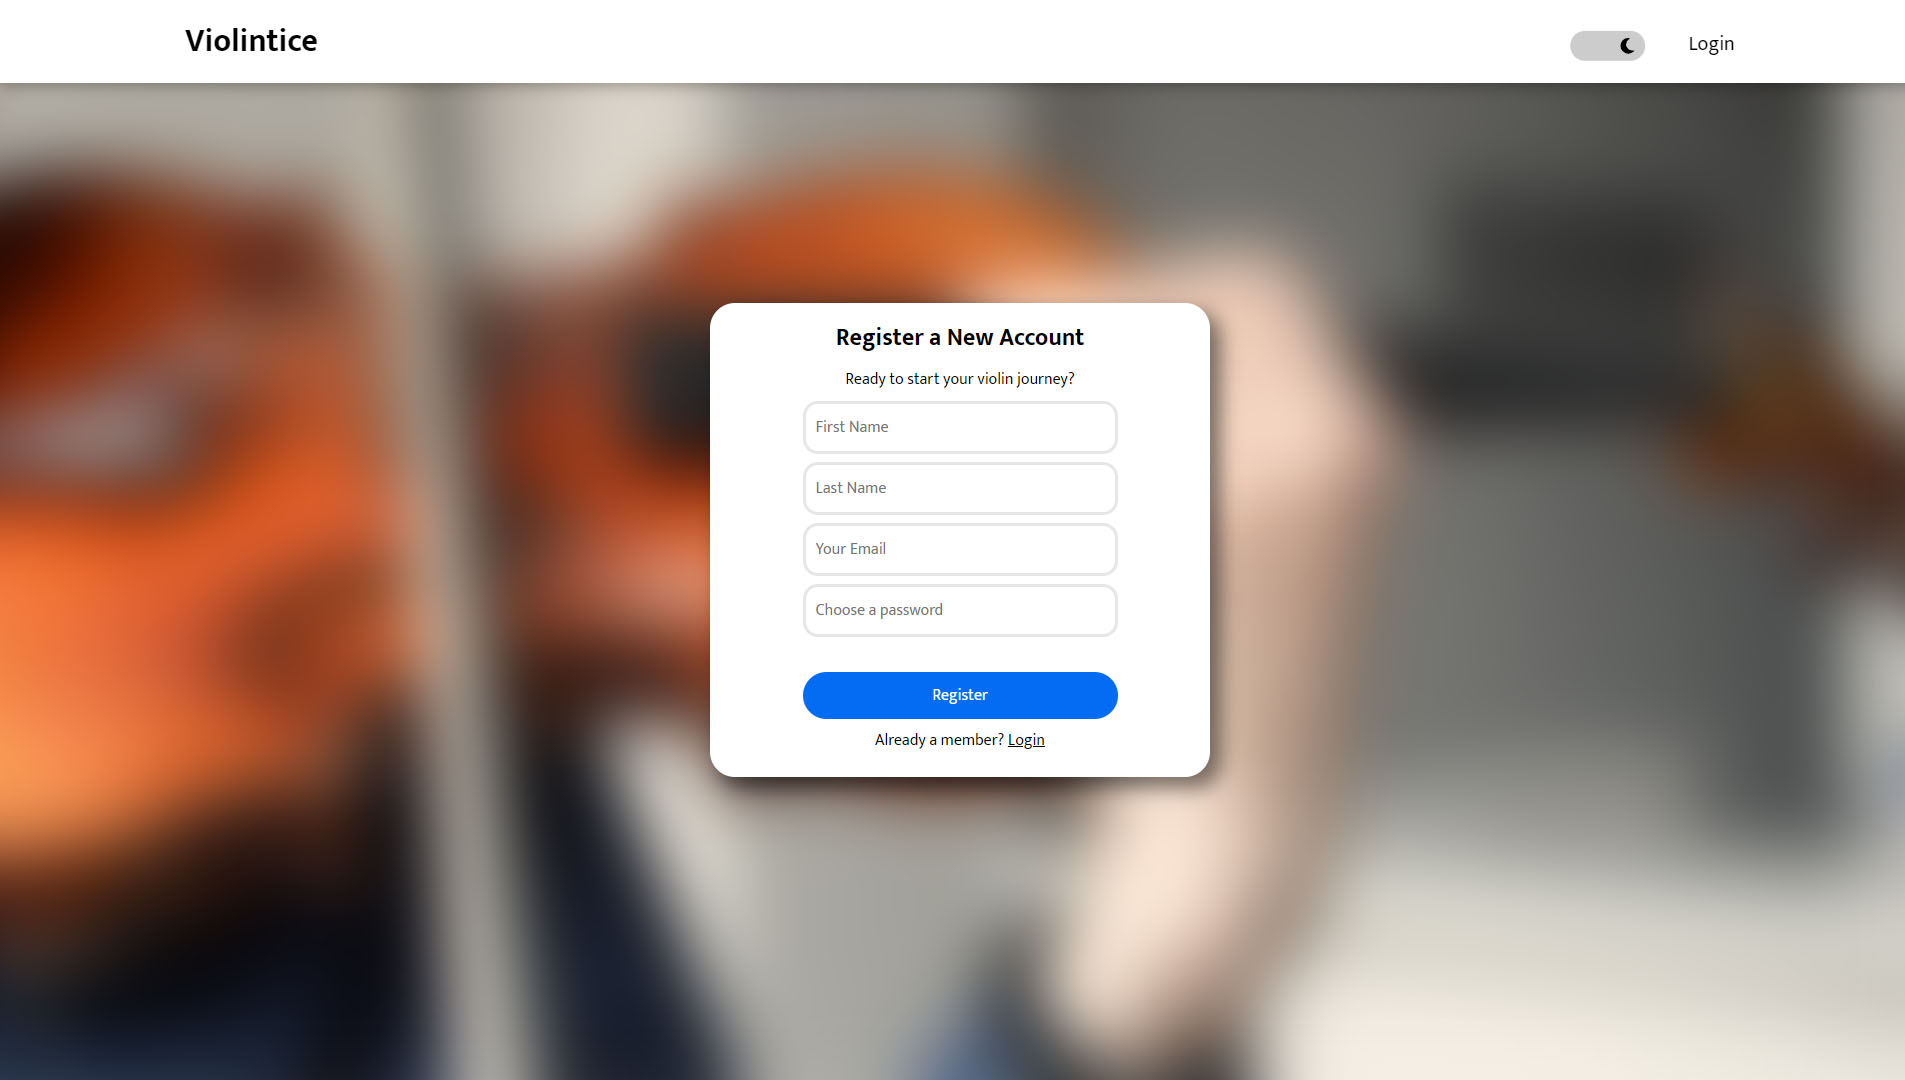 Violintice
Login
Register a New Account
Ready to start your violin journey?
First Name
Last Name
Your Email
Choose a password
Register
Already a member? Login